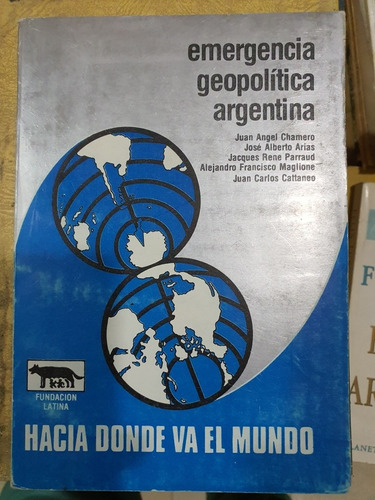 emergencia
geopolítica
argentina
Juan Angel Chamero
José Alberto Arias
Jacques Rene Parraud
Alejandro Francisco Maglione
Juan Carlos Cattaneo
FUNDACION
LATINA
HACIA DONDE VA EL MUNDO